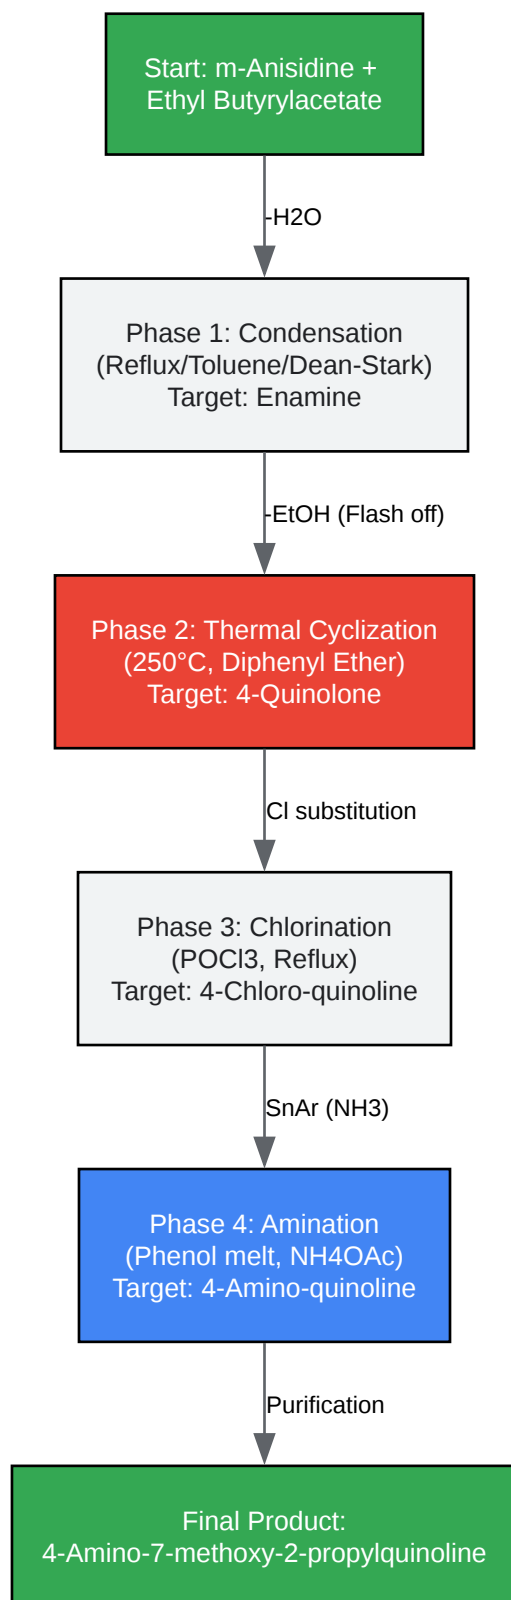 Start: m-Anisidine +
Ethyl Butyrylacetate
-H2O
Phase 1: Condensation
(Reflux/Toluene/Dean-Stark)
Target: Enamine
-EtOH (Flash off)
Phase 2: Thermal Cyclization
(250°C, Diphenyl Ether)
Target: 4-Quinolone
Cl substitution
Phase 3: Chlorination
(POCl3, Reflux)
Target: 4-Chloro-quinoline
SnAr (NH3)
Phase 4: Amination
(Phenol melt, NH4OAc)
Target: 4-Amino-quinoline
Purification
Final Product:
4-Amino-7-methoxy-2-propylquinoline